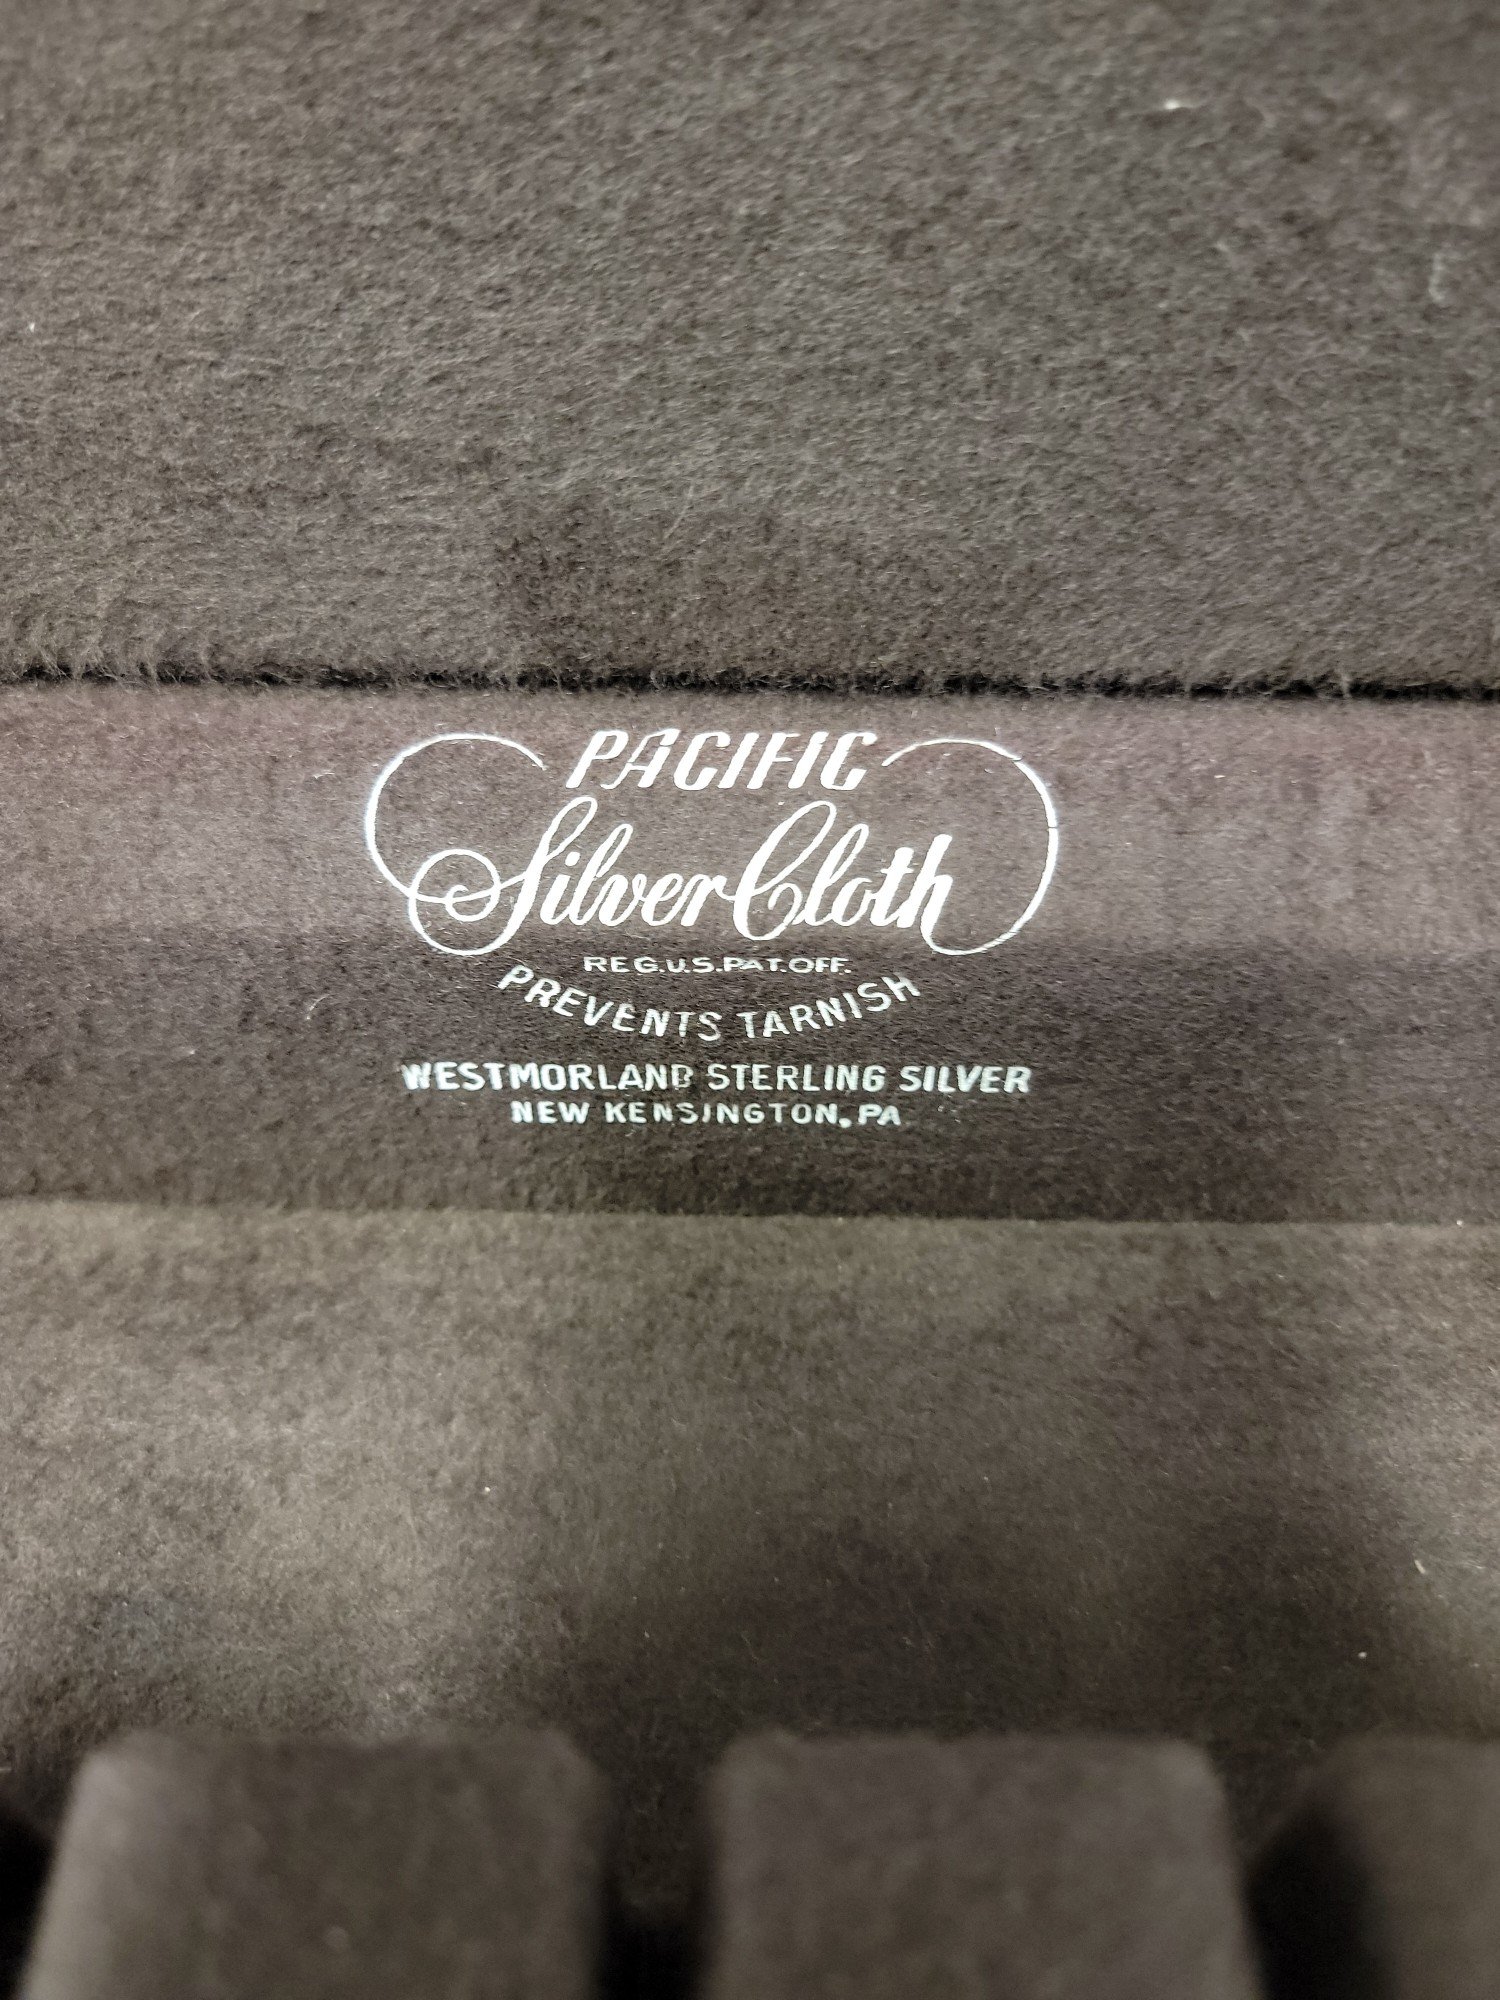 PACIFIC
Silver Cloth
REG.U.S.PAT.OFF.
PREVENTS TARNISH
WESTMORLAND STERLING SILVER
NEW KENSINGTON, PA